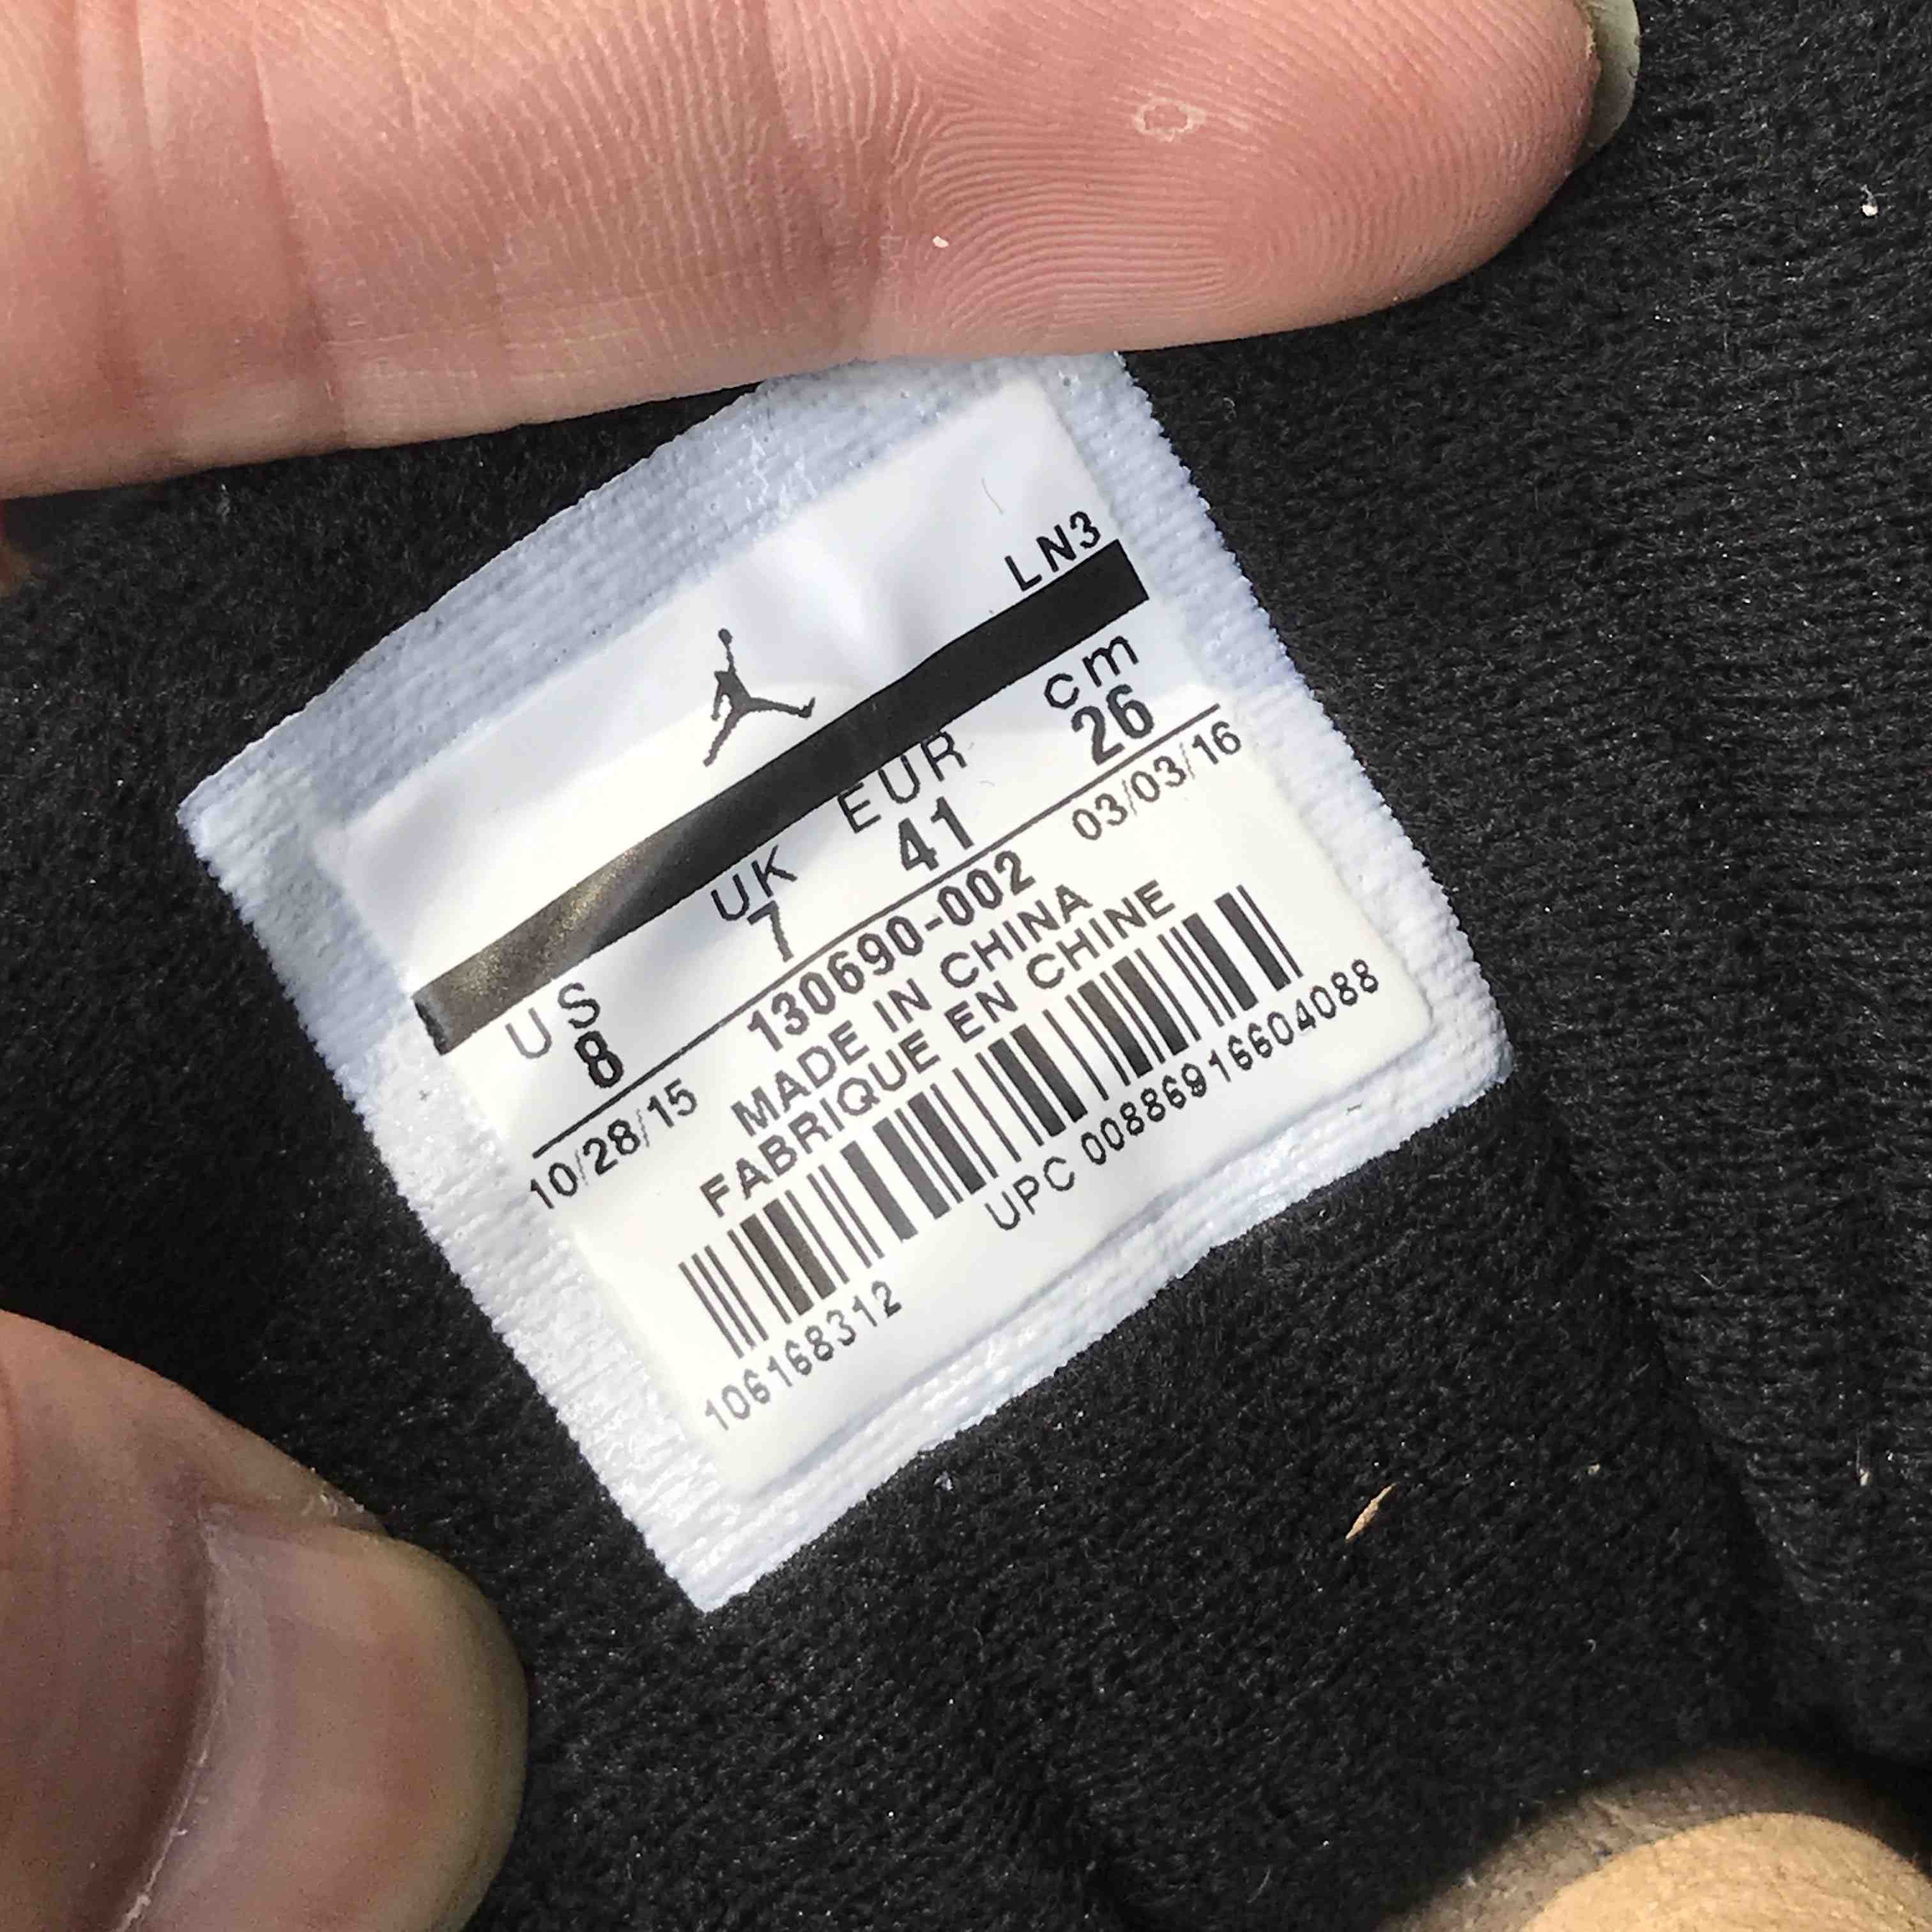 LN3
US UK EUR cm
8 7 41 26
10/28/15 130690-002 03/03/16
MADE IN CHINA
FABRIQUE EN CHINE
106168312 UPC 00886916604088